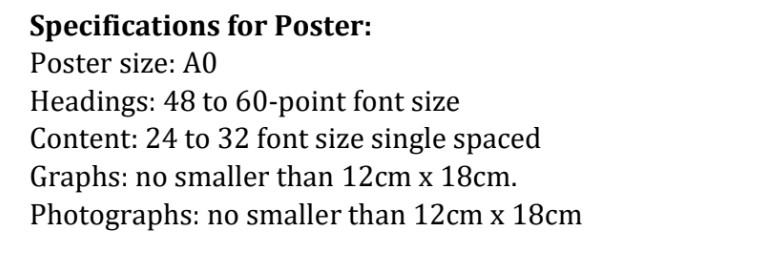 Specifications for Poster:
Poster size: A0
Headings: 48 to 60-point font size
Content: 24 to 32 font size single spaced
Graphs: no smaller than 12cm x 18cm.
Photographs: no smaller than 12cm x 18cm